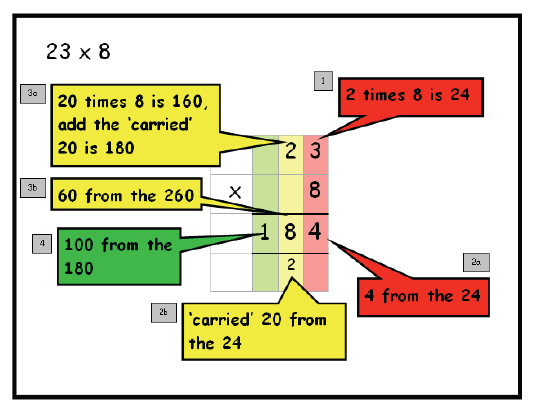 23 x 8
3a
20 times 8 is 160,
add the ‘carried’
20 is 180
1
2 times 8 is 24
2 3
x 8
3b
60 from the 260
4
100 from the
180
1 8 4
2
2a
4 from the 24
2b
‘carried’ 20 from
the 24